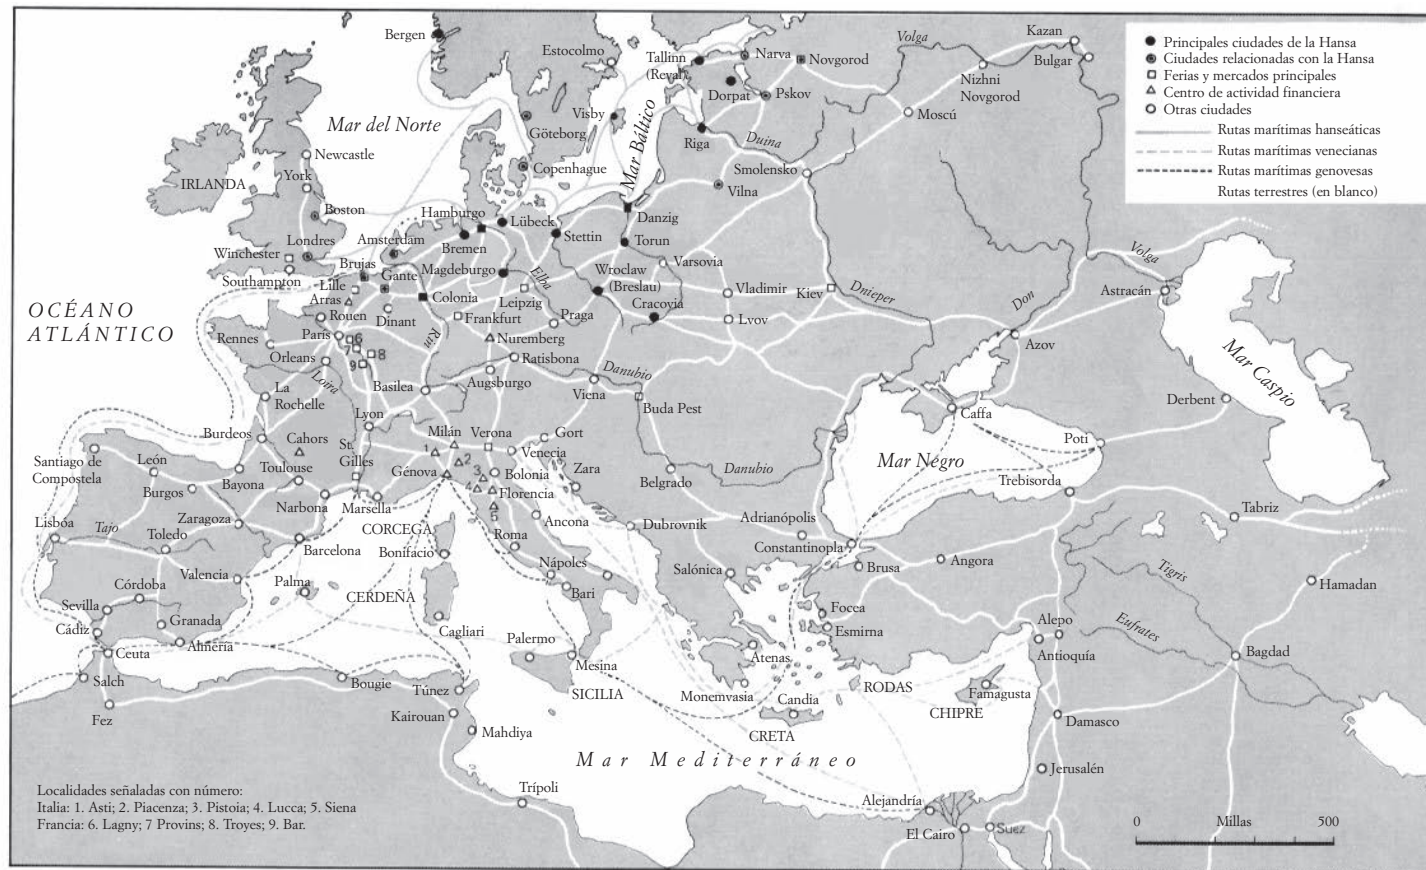 Bergen
Estocolmo
Tallinn
(Reval)
Narva
Novgorod
Volga
Kazan
Bulgar
Nizhni
Novgorod
Dorpat
Pskov
Moscú
Principales ciudades de la Hansa
Ciudades relacionadas con la Hansa
Ferias y mercados principales
Centro de actividad financiera
Otras ciudades
Rutas marítimas hanseáticas
Rutas marítimas venecianas
Rutas marítimas genovesas
Rutas terrestres (en blanco)
Mar del Norte
Visby
Göteborg
Mar Báltico
Riga
Duina
Smolensko
Newcastle
York
IRLANDA
Copenhague
Vilna
Boston
Hamburgo
Lübeck
Danzig
Londres
Amsterdam
Bremen
Stettin
Torun
Winchester
Southampton
Brujas
Gante
Magdeburgo
Elba
Wroclaw
(Breslau)
Varsovia
Volga
Lille
Arras
Colonia
Leipzig
Cracovia
Vladimir
Kiev
Dnieper
Don
Astracán
OCÉANO
ATLÁNTICO
Rouen
Dinant
Frankfurt
Praga
Lvov
Rennes
París
6
7
8
9
Rin
Nuremberg
Azov
Orleans
Loira
Ratisbona
Mar Caspio
Basilea
Augsburgo
Danubio
Viena
La
Rochelle
Lyon
Buda Pest
Caffa
Derbent
Burdeos
Cahors
St.
Gilles
Milán
Verona
Gort
Venecia
Mar Negro
Poti
Santiago de
Compostela
León
Toulouse
Génova
1
2
3
4
5
Bolonia
Zara
Danubio
Trebisorda
Burgos
Bayona
Florencia
Belgrado
Narbona
Marsella
Lisbóa
Tajo
Toledo
Zaragoza
CORCEGA
Ancona
Dubrovnik
Adrianópolis
Tabriz
Barcelona
Bonifacio
Roma
Constantinopla
Valencia
Palma
Nápoles
Salónica
Brusa
Angora
Tigris
Hamadan
Córdoba
CERDEÑA
Bari
Sevilla
Granada
Focca
Esmirna
Eufrates
Cádiz
Almería
Cagliari
Palermo
Alepo
Ceuta
Mesina
Atenas
Antioquía
Bagdad
Salch
Bougie
Túnez
SICILIA
Monemvasia
Candia
RODAS
Famagusta
Fez
Kairouan
CHIPRE
Damasco
Mahdiya
CRETA
Mar Mediterráneo
Jerusalén
Trípoli
Alejandría
El Cairo
Suez
Localidades señaladas con número:
Italia: 1. Asti; 2. Piacenza; 3. Pistoia; 4. Lucca; 5. Siena
Francia: 6. Lagny; 7 Provins; 8. Troyes; 9. Bar.
0 Millas 500